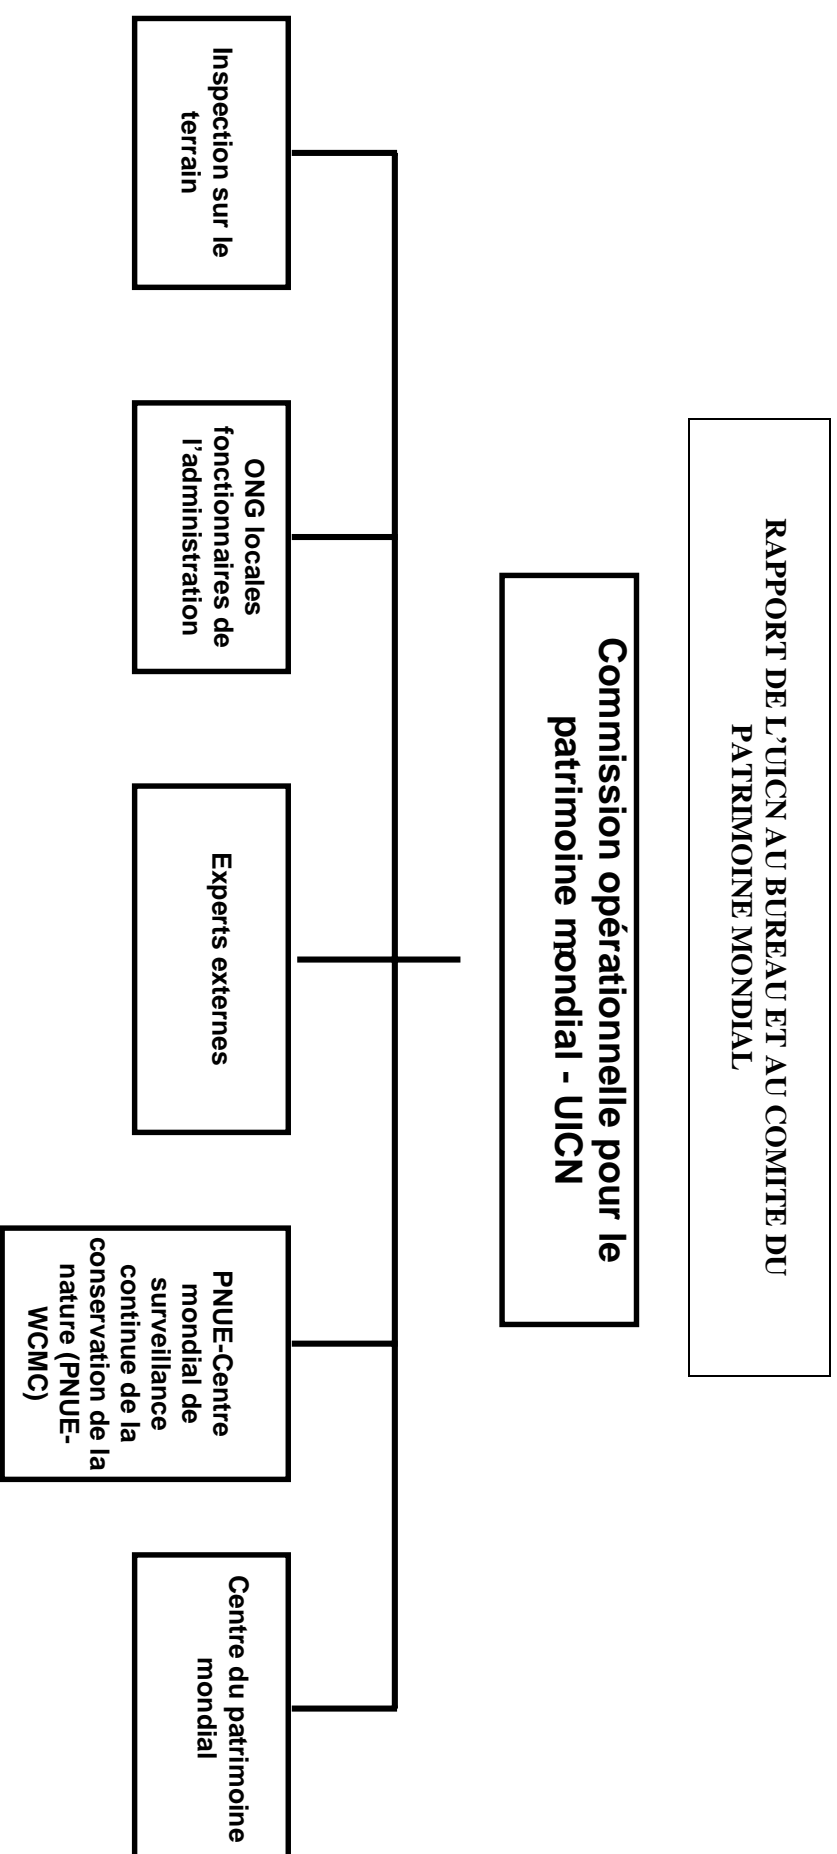 RAPPORT DE L’UICN AU BUREAU ET AU COMITE DU
PATRIMOINE MONDIAL
Commission opérationnelle pour le
patrimoine mondial - UICN
Inspection sur le
terrain
ONG locales
fonctionnaires de
l’administration
Experts externes
PNUE-Centre
mondial de
surveillance
continue de la
conservation de la
nature (PNUE-
WCMC)
Centre du patrimoine
mondial